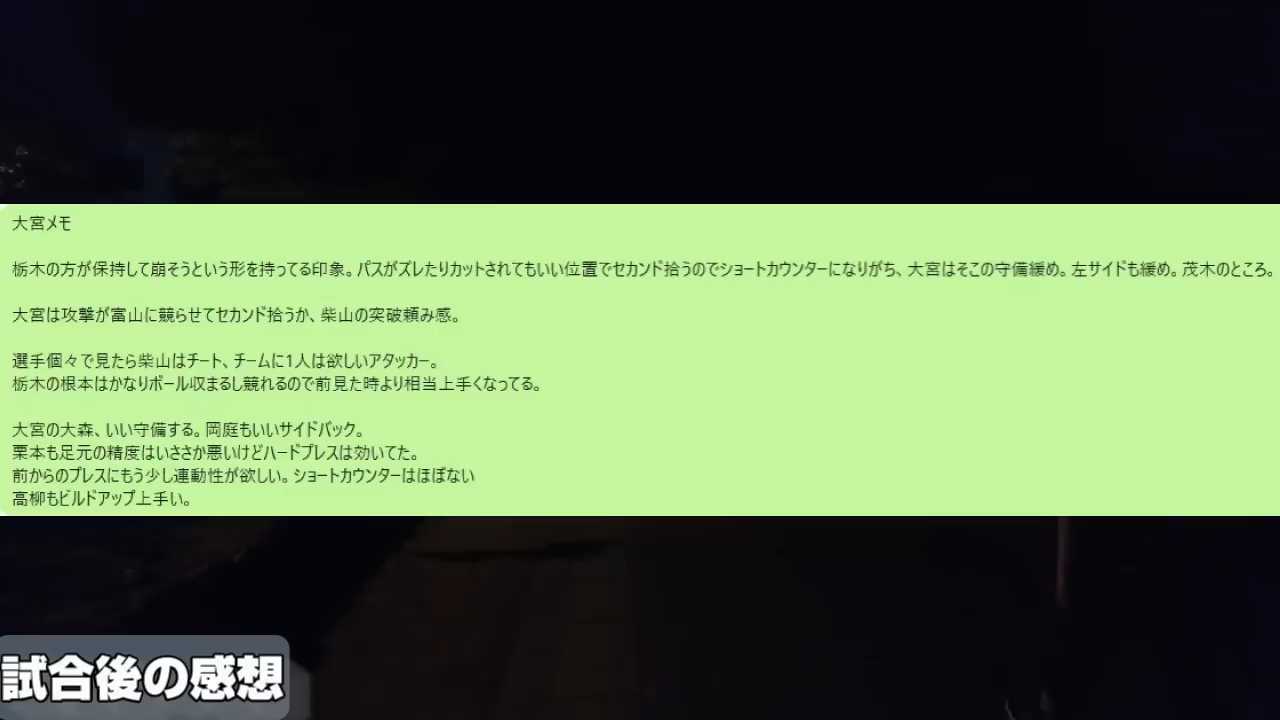 大宮メモ
栃木の方が保持して崩そうという形を持ってる印象。パスがズレたりカットされてもいい位置でセカンド拾うのでショートカウンターになりがち、大宮はそこの守備緩め。左サイドも緩め。茂木のところ。
大宮は攻撃が富山に競らせてセカンド拾うか、柴山の突破頼み感。
選手個々で見たら柴山はチート、チームに1人は欲しいアタッカー。
栃木の根本はかなりボール収まるし競れるので前見た時より相当上手くなってる。
大宮の大森、いい守備する。岡庭もいいサイドバック。
栗本も足元の精度はいささか悪いけどハードプレスは効いてた。
前からのプレスにもう少し連動性が欲しい。ショートカウンターはほぼない
高柳もビルドアップ上手い。
試合後の感想